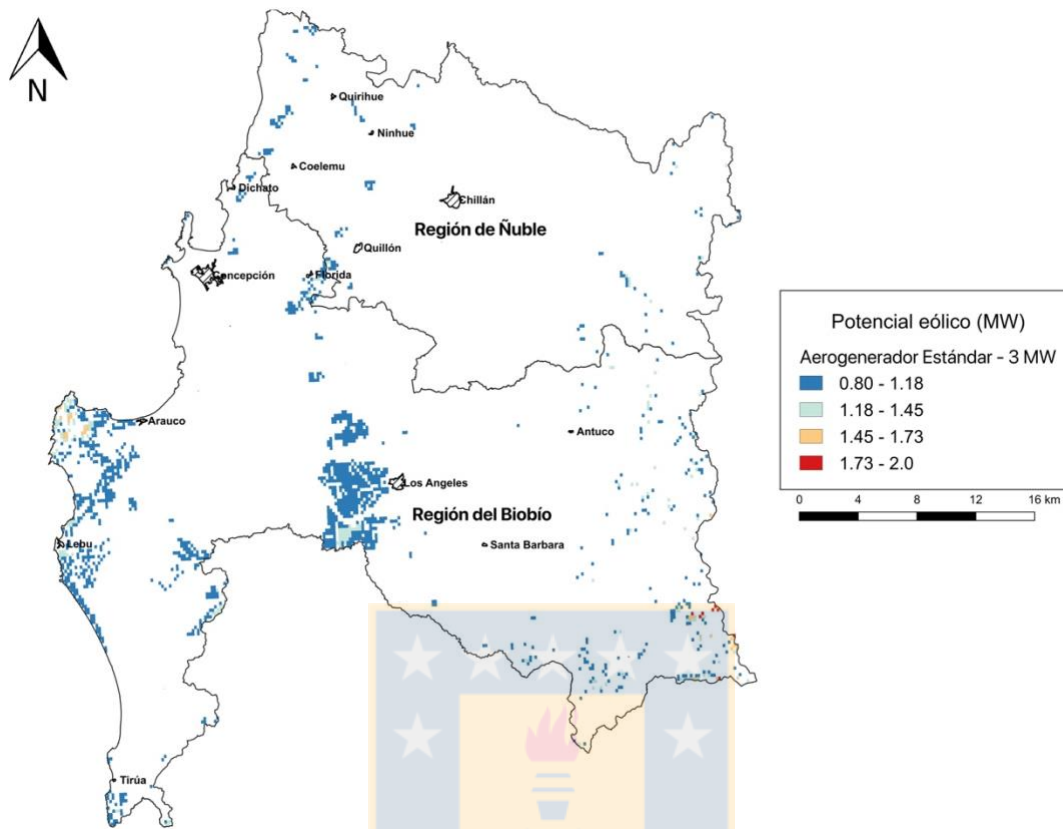 N
Quirihue
Ninhue
Coelemu
Dichato
Chillán
Región de Ñuble
Quillón
Concepción
Florida
Arauco
Antuco
Los Angeles
Región del Biobío
Lebu
Santa Barbara
Tirúa
Potencial eólico (MW)
Aerogenerador Estándar - 3 MW
0.80 - 1.18
1.18 - 1.45
1.45 - 1.73
1.73 - 2.0
0 4 8 12 16 km